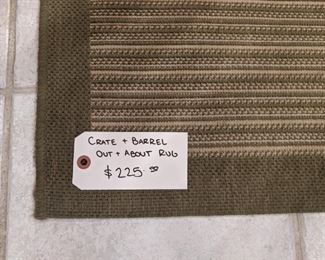 CRATE + BARREL
OUT + ABOUT RUG
$225 00